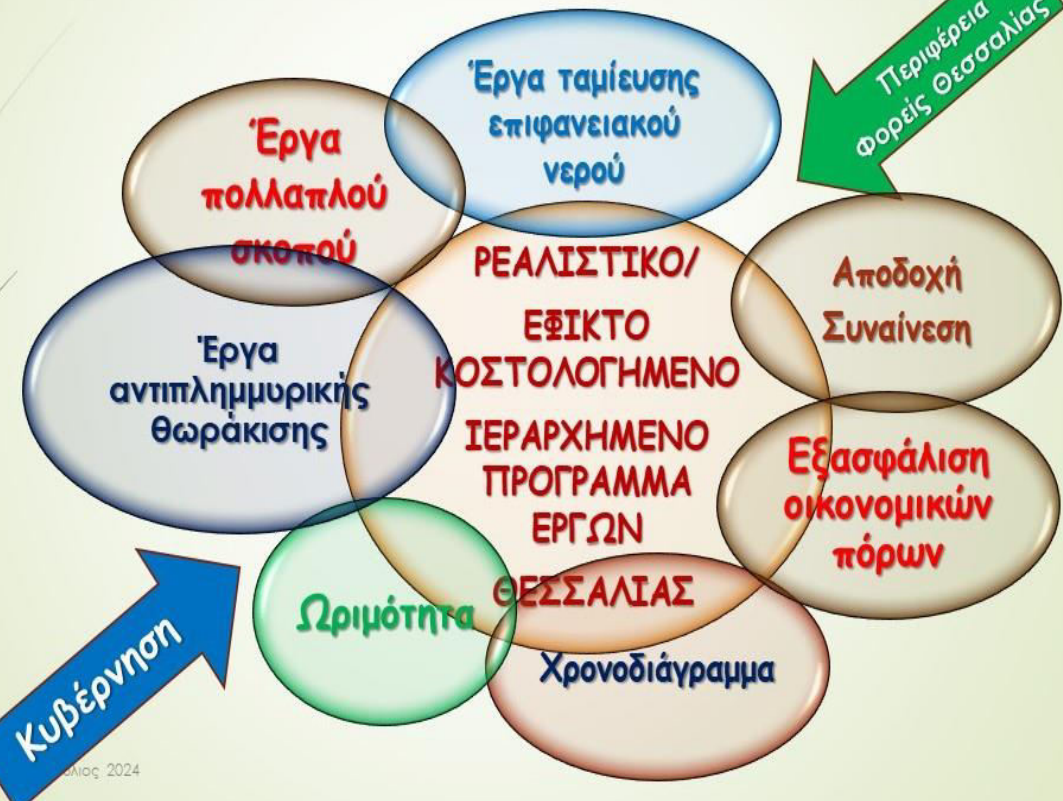 Περιφέρεια
Φορείς Θεσσαλίας
Έργα ταμίευσης
επιφανειακού
νερού
Έργα
πολλαπλού
σκοπού
Αποδοχή
Συναίνεση
ΡΕΑΛΙΣΤΙΚΟ/
ΕΦΙΚΤΟ
ΚΟΣΤΟΛΟΓΗΜΕΝΟ
ΙΕΡΑΡΧΗΜΕΝΟ
ΠΡΟΓΡΑΜΜΑ
ΕΡΓΩΝ
ΘΕΣΣΑΛΙΑΣ
Έργα
αντιπλημμυρικής
θωράκισης
Εξασφάλιση
οικονομικών
πόρων
Ωριμότητα
Χρονοδιάγραμμα
Κυβέρνηση
2024